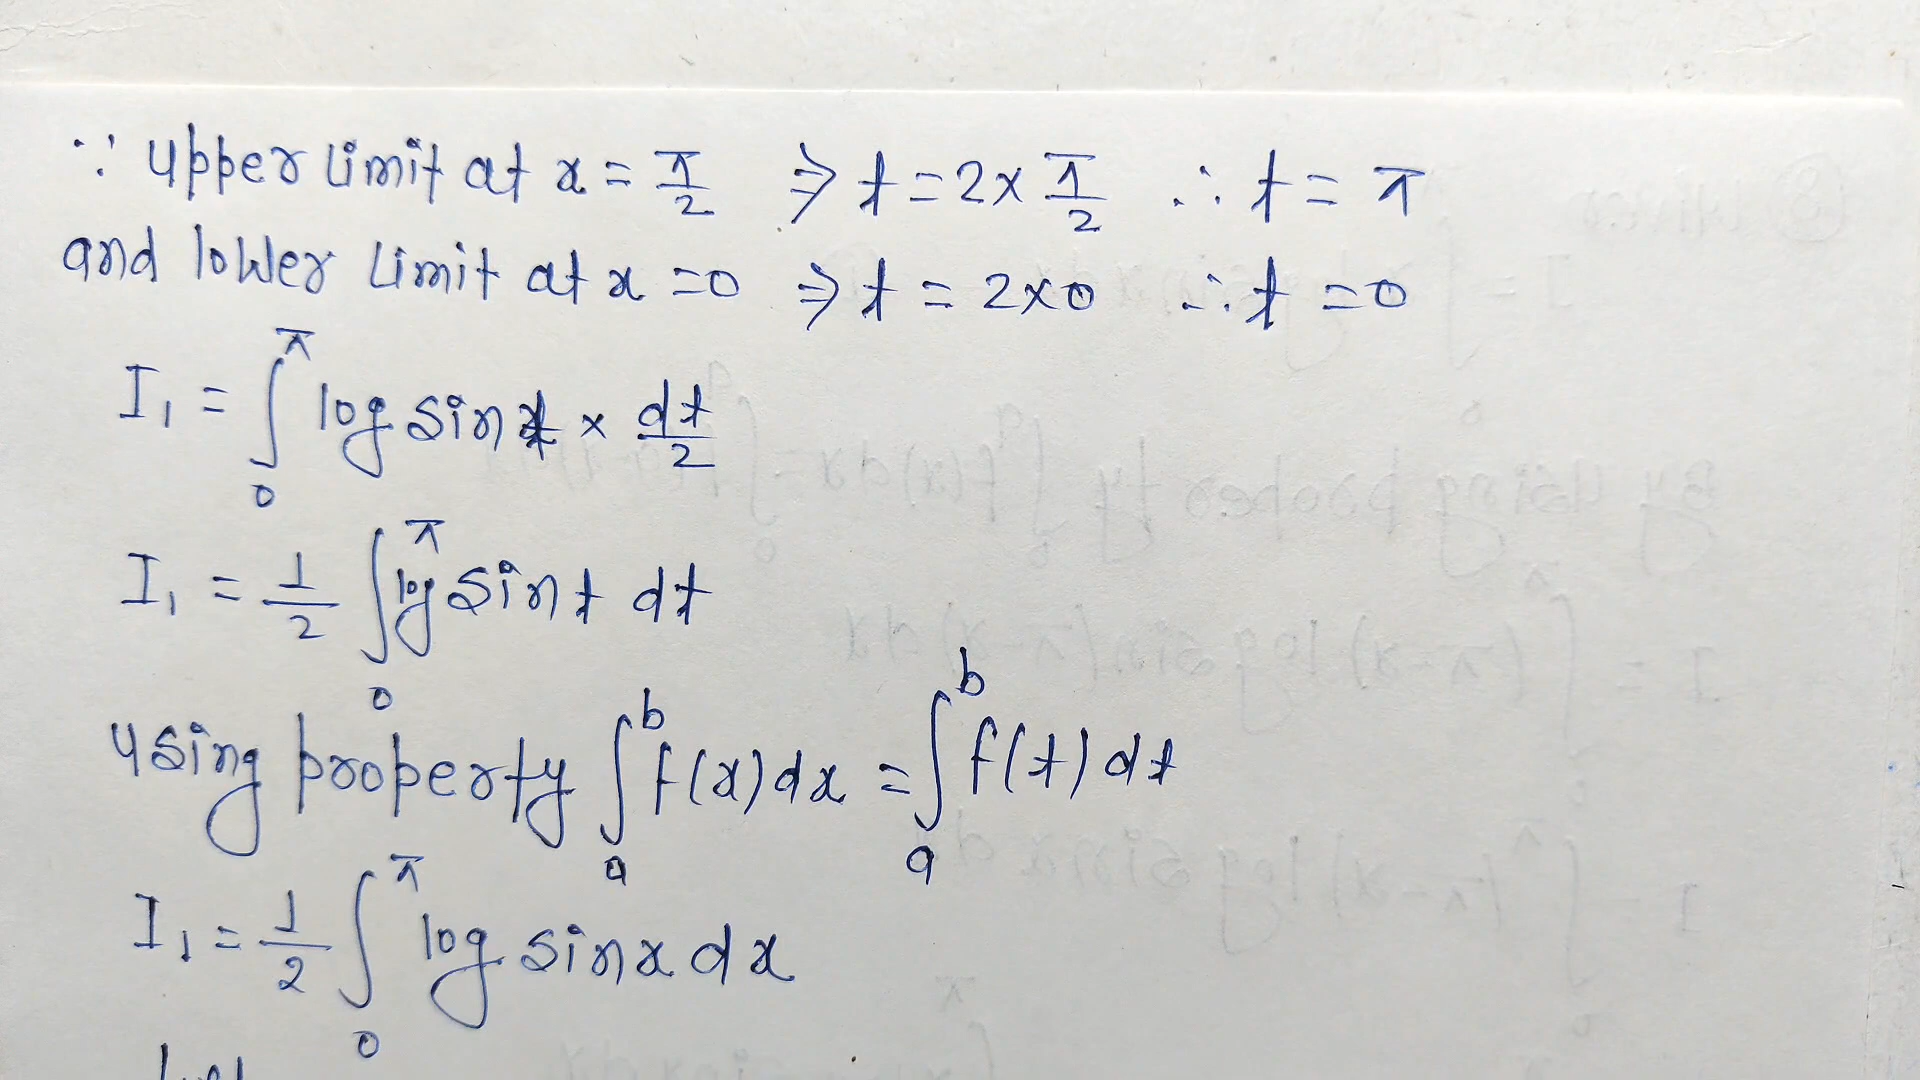 ∵ upper limit at x = π/2 ⇒ t = 2 x π/2 ∴ t = π
and lower limit at x = 0 ⇒ t = 2x0 ∴ t = 0
I₁ = ∫₀^π log sin t × dt/2
I₁ = 1/2 ∫₀^π log sin t dt
using property ∫ₐᵇ f(x) dx = ∫ₐᵇ f(t) dt
I₁ = 1/2 ∫₀^π log sin x dx